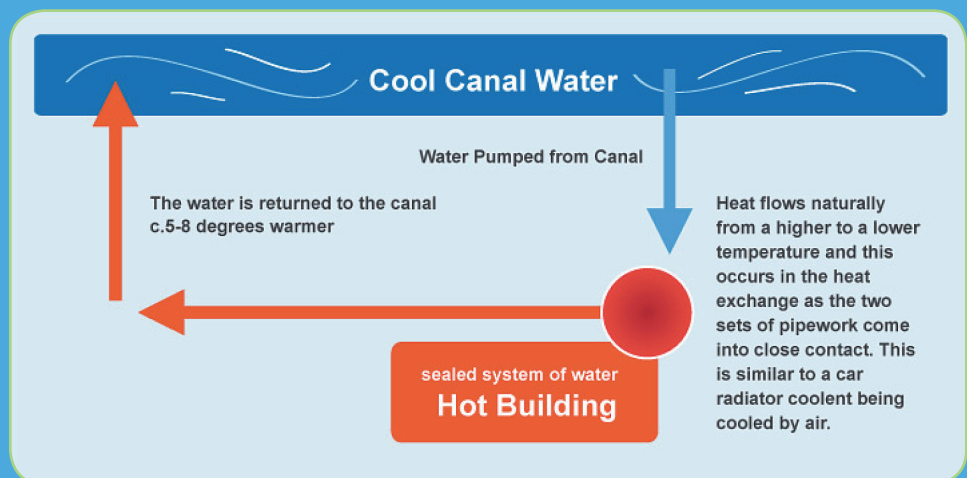 Cool Canal Water
Water Pumped from Canal
The water is returned to the canal
c.5-8 degrees warmer
Heat flows naturally
from a higher to a lower
temperature and this
occurs in the heat
exchange as the two
sets of pipework come
into close contact. This
is similar to a car
radiator coolent being
cooled by air.
sealed system of water
Hot Building